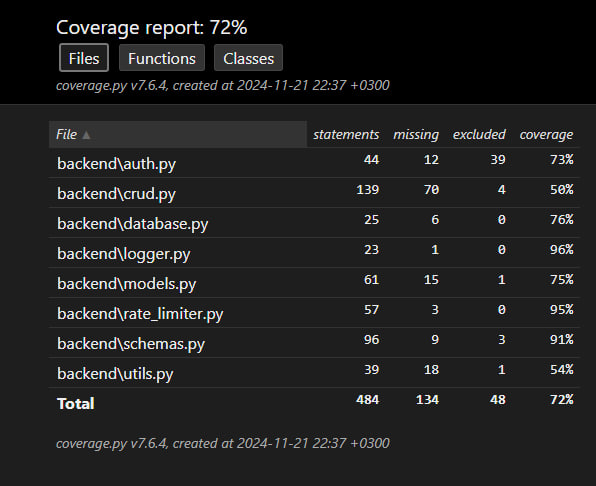 Coverage report: 72%
Files Functions Classes
coverage.py v7.6.4, created at 2024-11-21 22:37 +0300
File ▲ statements missing excluded coverage
backend\auth.py 44 12 39 73%
backend\crud.py 139 70 4 50%
backend\database.py 25 6 0 76%
backend\logger.py 23 1 0 96%
backend\models.py 61 15 1 75%
backend\rate_limiter.py 57 3 0 95%
backend\schemas.py 96 9 3 91%
backend\utils.py 39 18 1 54%
Total 484 134 48 72%
coverage.py v7.6.4, created at 2024-11-21 22:37 +0300